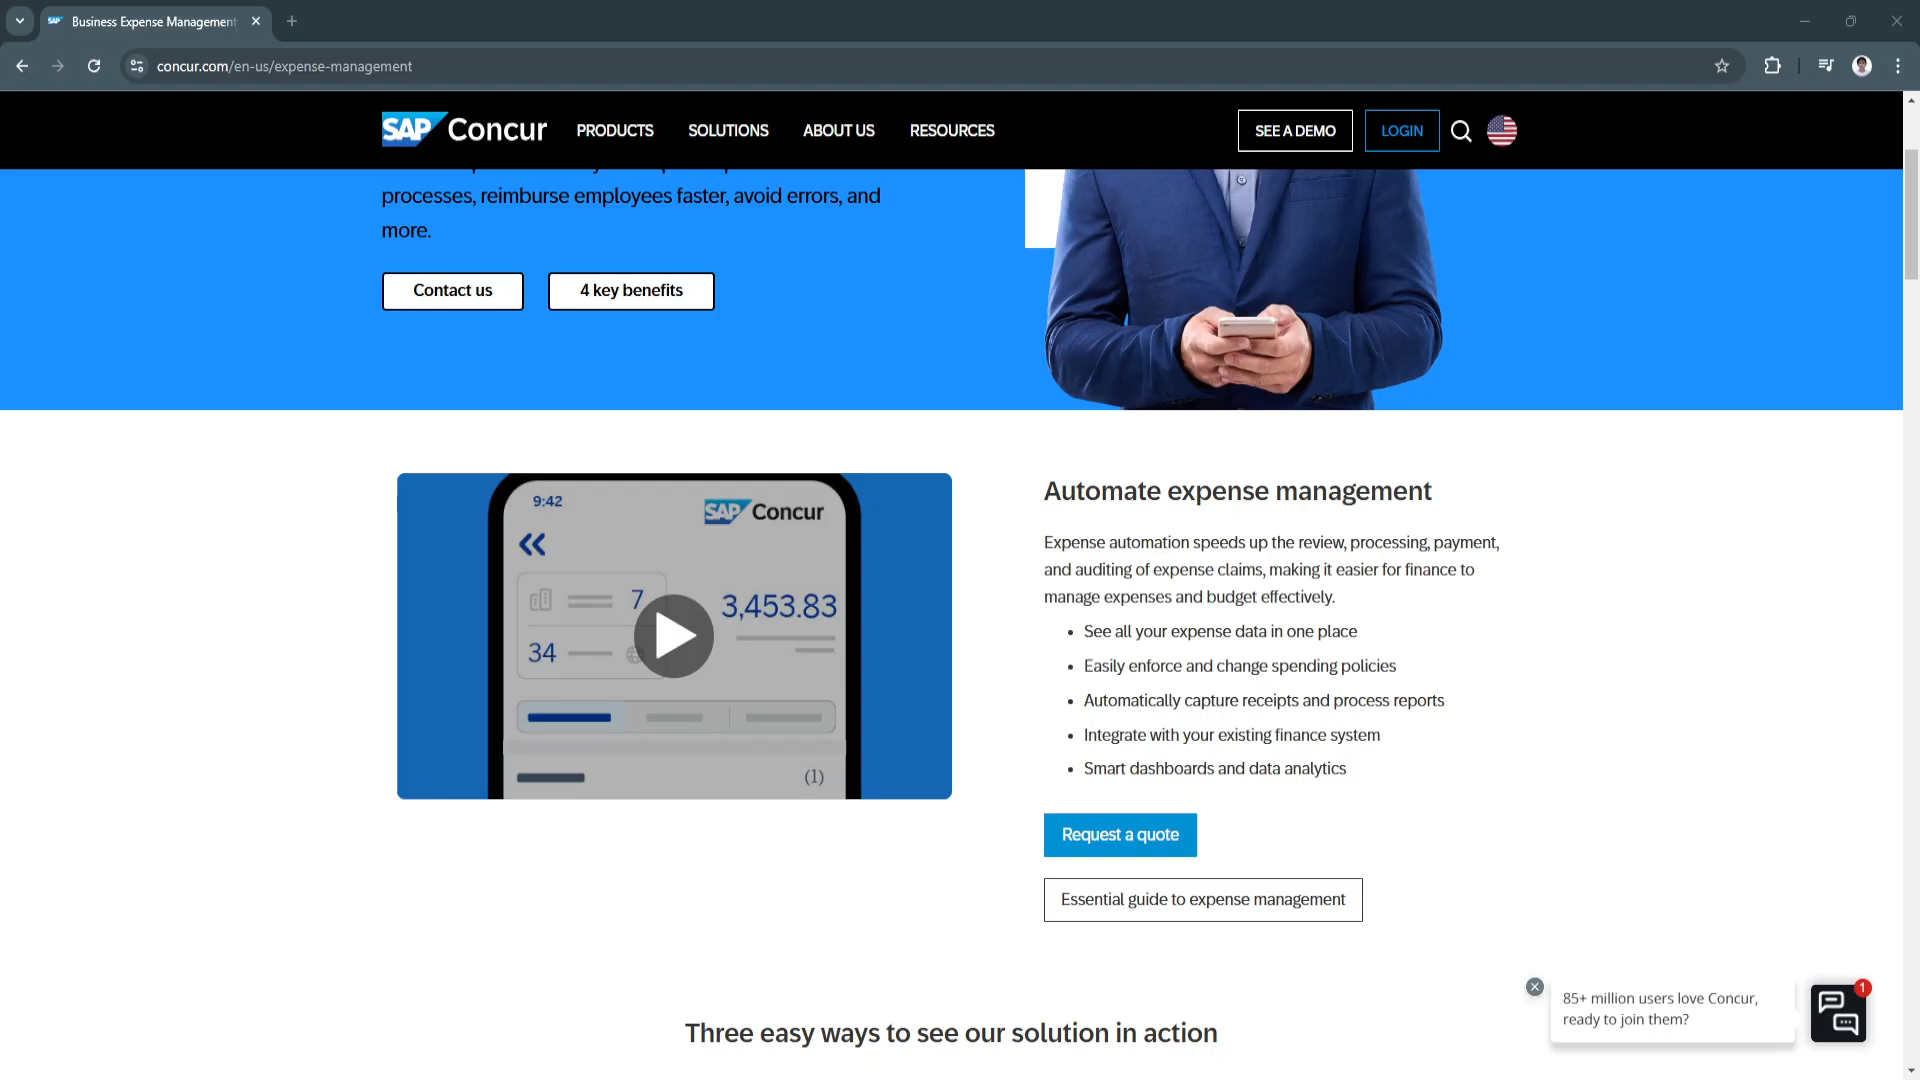 SAP
Business Expense Management
concur.com/en-us/expense-management
SAP Concur
PRODUCTS
SOLUTIONS
ABOUT US
RESOURCES
SEE A DEMO
LOGIN
processes, reimburse employees faster, avoid errors, and
more.
Contact us
4 key benefits
9:42
SAP Concur
7
3,453.83
34
(1)
Automate expense management
Expense automation speeds up the review, processing, payment,
and auditing of expense claims, making it easier for finance to
manage expenses and budget effectively.
• See all your expense data in one place
• Easily enforce and change spending policies
• Automatically capture receipts and process reports
• Integrate with your existing finance system
• Smart dashboards and data analytics
Request a quote
Essential guide to expense management
Three easy ways to see our solution in action
85+ million users love Concur,
ready to join them?
1